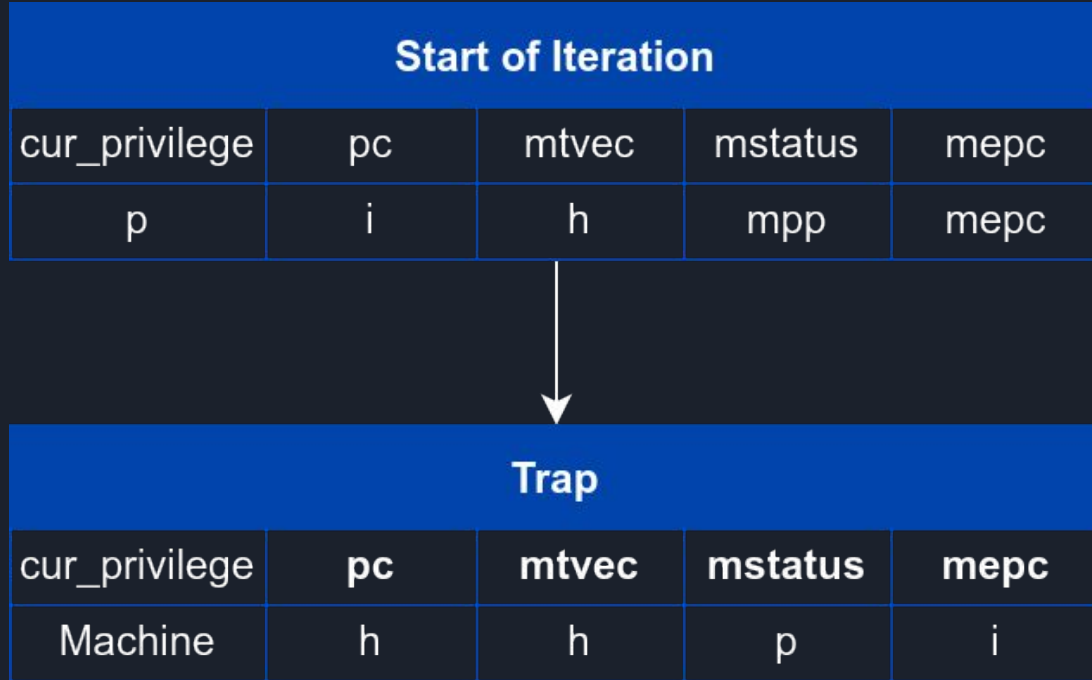 Start of Iteration
cur_privilege pc mtvec mstatus mepc
p i h mpp mepc
Trap
cur_privilege pc mtvec mstatus mepc
Machine h h p i